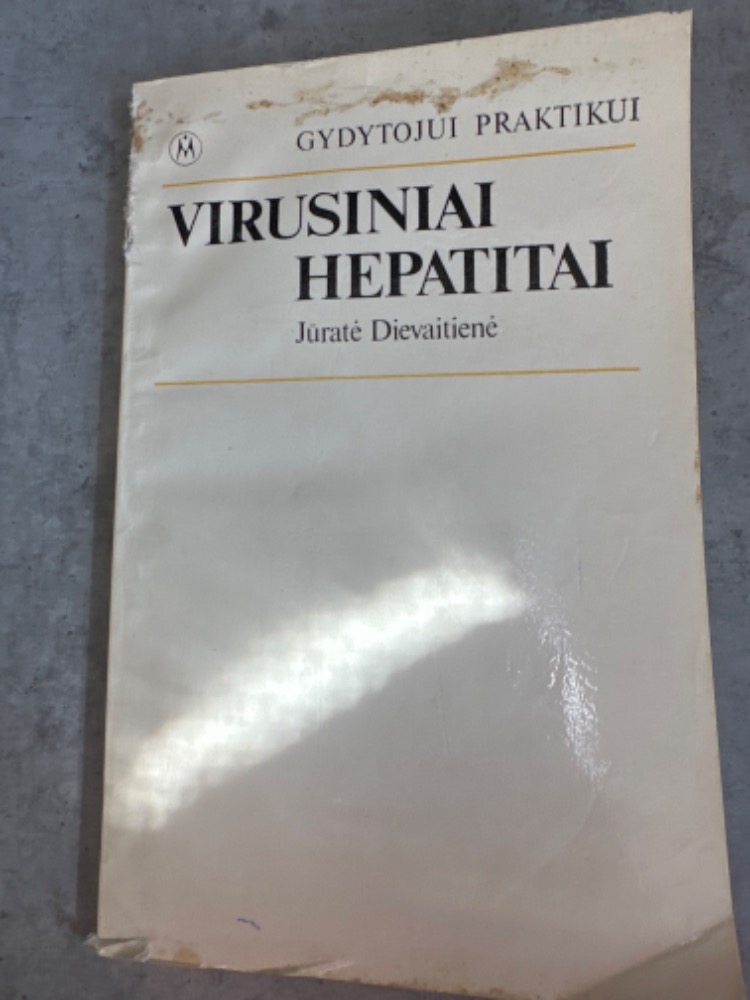 GYDYTOJUI PRAKTIKUI
VIRUSINIAI
HEPATITAI
Jūratė Dievaitienė